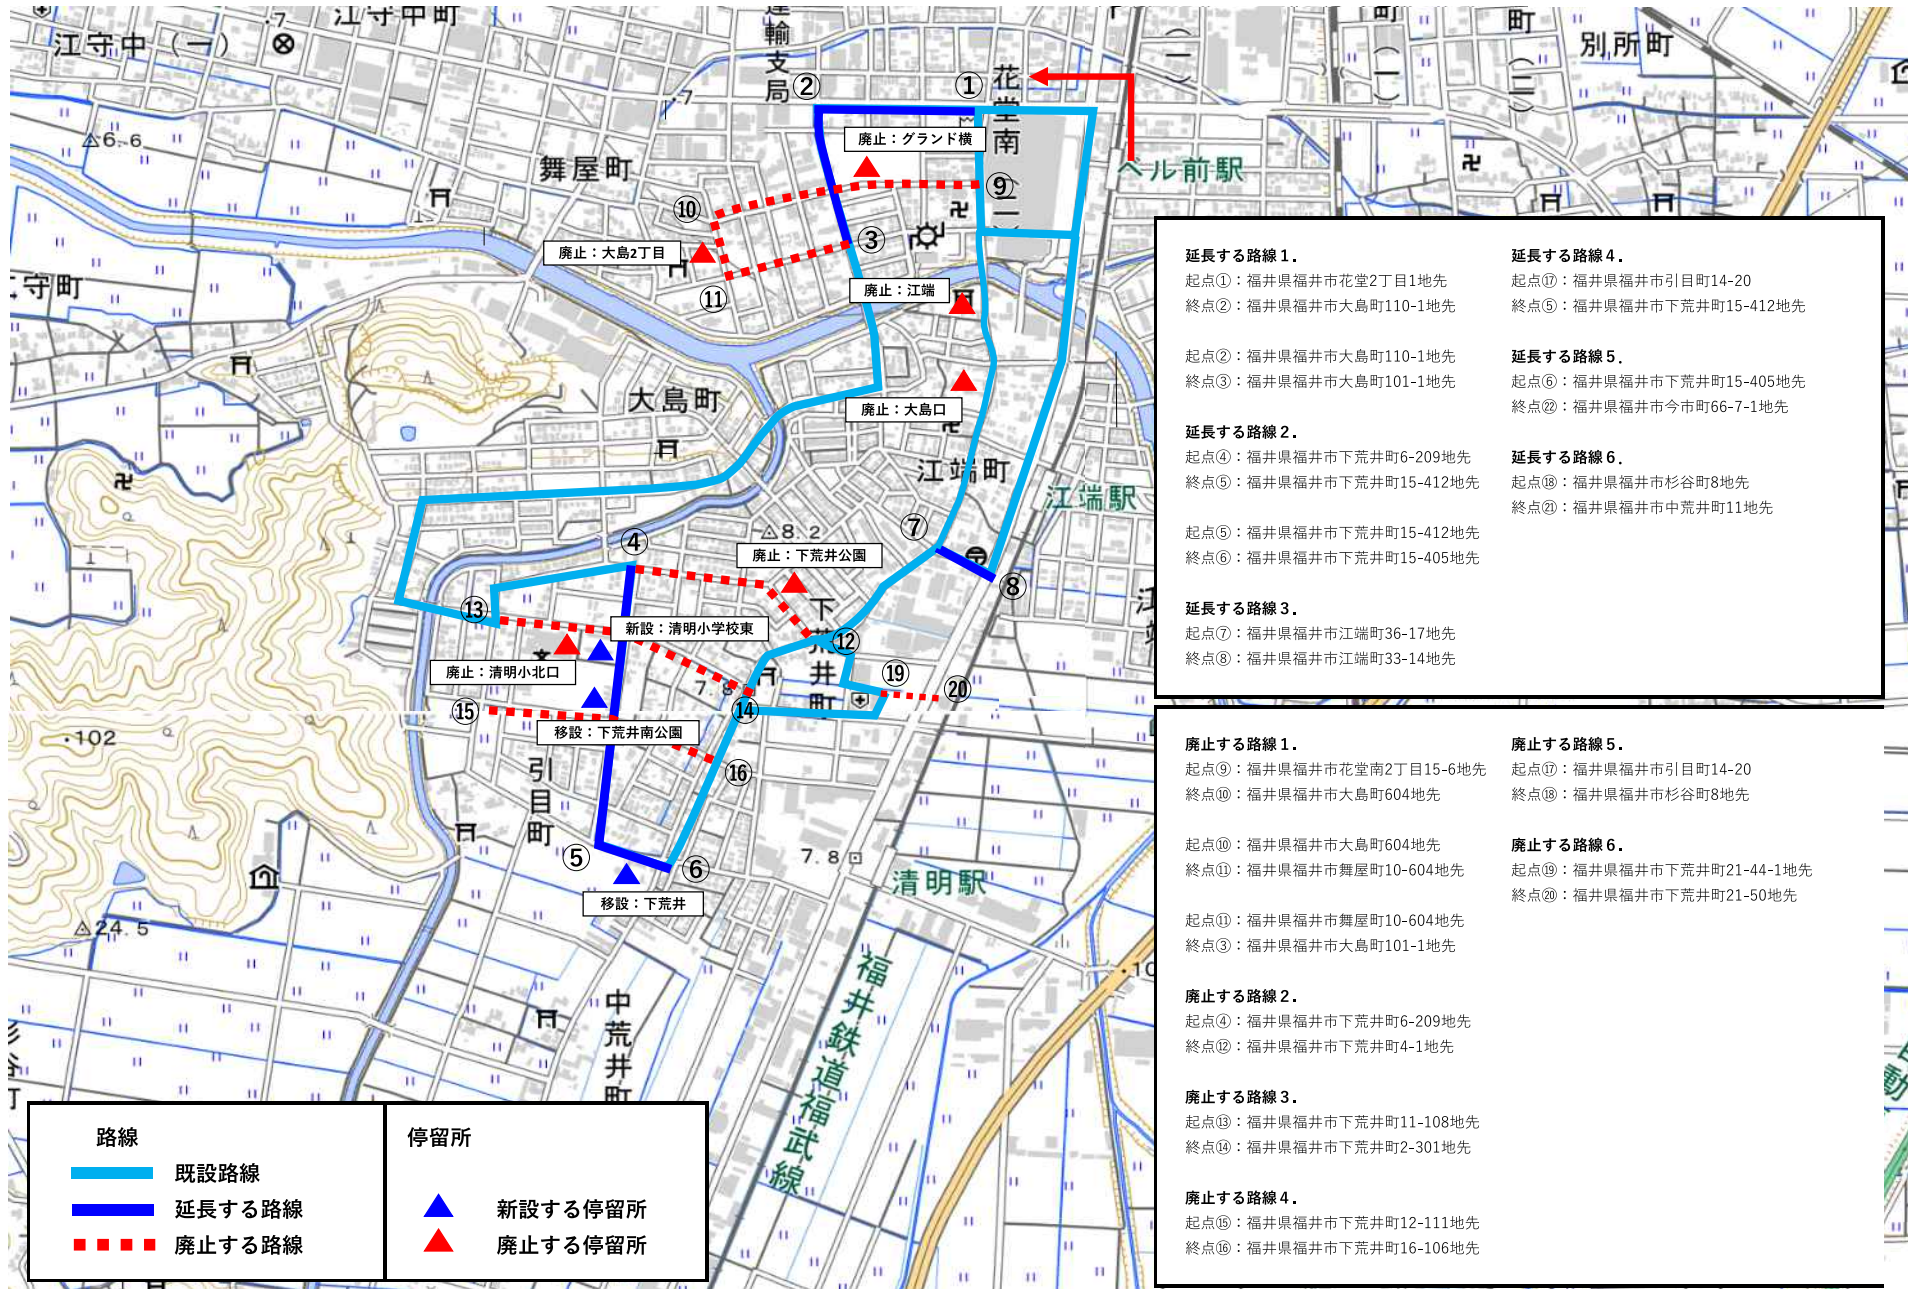 江守中町
江守中（一）
運輸支局
花堂南（二）
別所町
町（一）
町（二）
（一）
②
①
7
7
6.6
廃止：グランド横
舞屋町
ベル前駅
⑨
⑩
③
廃止：大島2丁目
⑪
廃止：江端
守町
大島町
廃止：大島口
江端町
江端駅
8.2
⑦
④
廃止：下荒井公園
⑧
⑬
下荒井町
新設：清明小学校東
⑫
廃止：清明小北口
⑲
⑳
7.8
⑮
⑭
102
移設：下荒井南公園
引目町
⑯
⑤
⑥
7.8
清明駅
移設：下荒井
24.5
中荒井町
福井鉄道福武線
延長する路線1．
起点①：福井県福井市花堂2丁目1地先
終点②：福井県福井市大島町110-1地先
起点②：福井県福井市大島町110-1地先
終点③：福井県福井市大島町101-1地先
延長する路線2．
起点④：福井県福井市下荒井町6-209地先
終点⑤：福井県福井市下荒井町15-412地先
起点⑤：福井県福井市下荒井町15-412地先
終点⑥：福井県福井市下荒井町15-405地先
延長する路線3．
起点⑦：福井県福井市江端町36-17地先
終点⑧：福井県福井市江端町33-14地先
延長する路線4．
起点⑰：福井県福井市引目町14-20
終点⑤：福井県福井市下荒井町15-412地先
延長する路線5．
起点⑥：福井県福井市下荒井町15-405地先
終点㉒：福井県福井市今市町66-7-1地先
延長する路線6．
起点⑱：福井県福井市杉谷町8地先
終点㉑：福井県福井市中荒井町11地先
廃止する路線1．
起点⑨：福井県福井市花堂南2丁目15-6地先
終点⑩：福井県福井市大島町604地先
起点⑩：福井県福井市大島町604地先
終点⑪：福井県福井市舞屋町10-604地先
起点⑪：福井県福井市舞屋町10-604地先
終点③：福井県福井市大島町101-1地先
廃止する路線2．
起点④：福井県福井市下荒井町6-209地先
終点⑫：福井県福井市下荒井町4-1地先
廃止する路線3．
起点⑬：福井県福井市下荒井町11-108地先
終点⑭：福井県福井市下荒井町2-301地先
廃止する路線4．
起点⑮：福井県福井市下荒井町12-111地先
終点⑯：福井県福井市下荒井町16-106地先
廃止する路線5．
起点⑰：福井県福井市引目町14-20
終点⑱：福井県福井市杉谷町8地先
廃止する路線6．
起点⑲：福井県福井市下荒井町21-44-1地先
終点⑳：福井県福井市下荒井町21-50地先
路線
既設路線
延長する路線
廃止する路線
停留所
新設する停留所
廃止する停留所